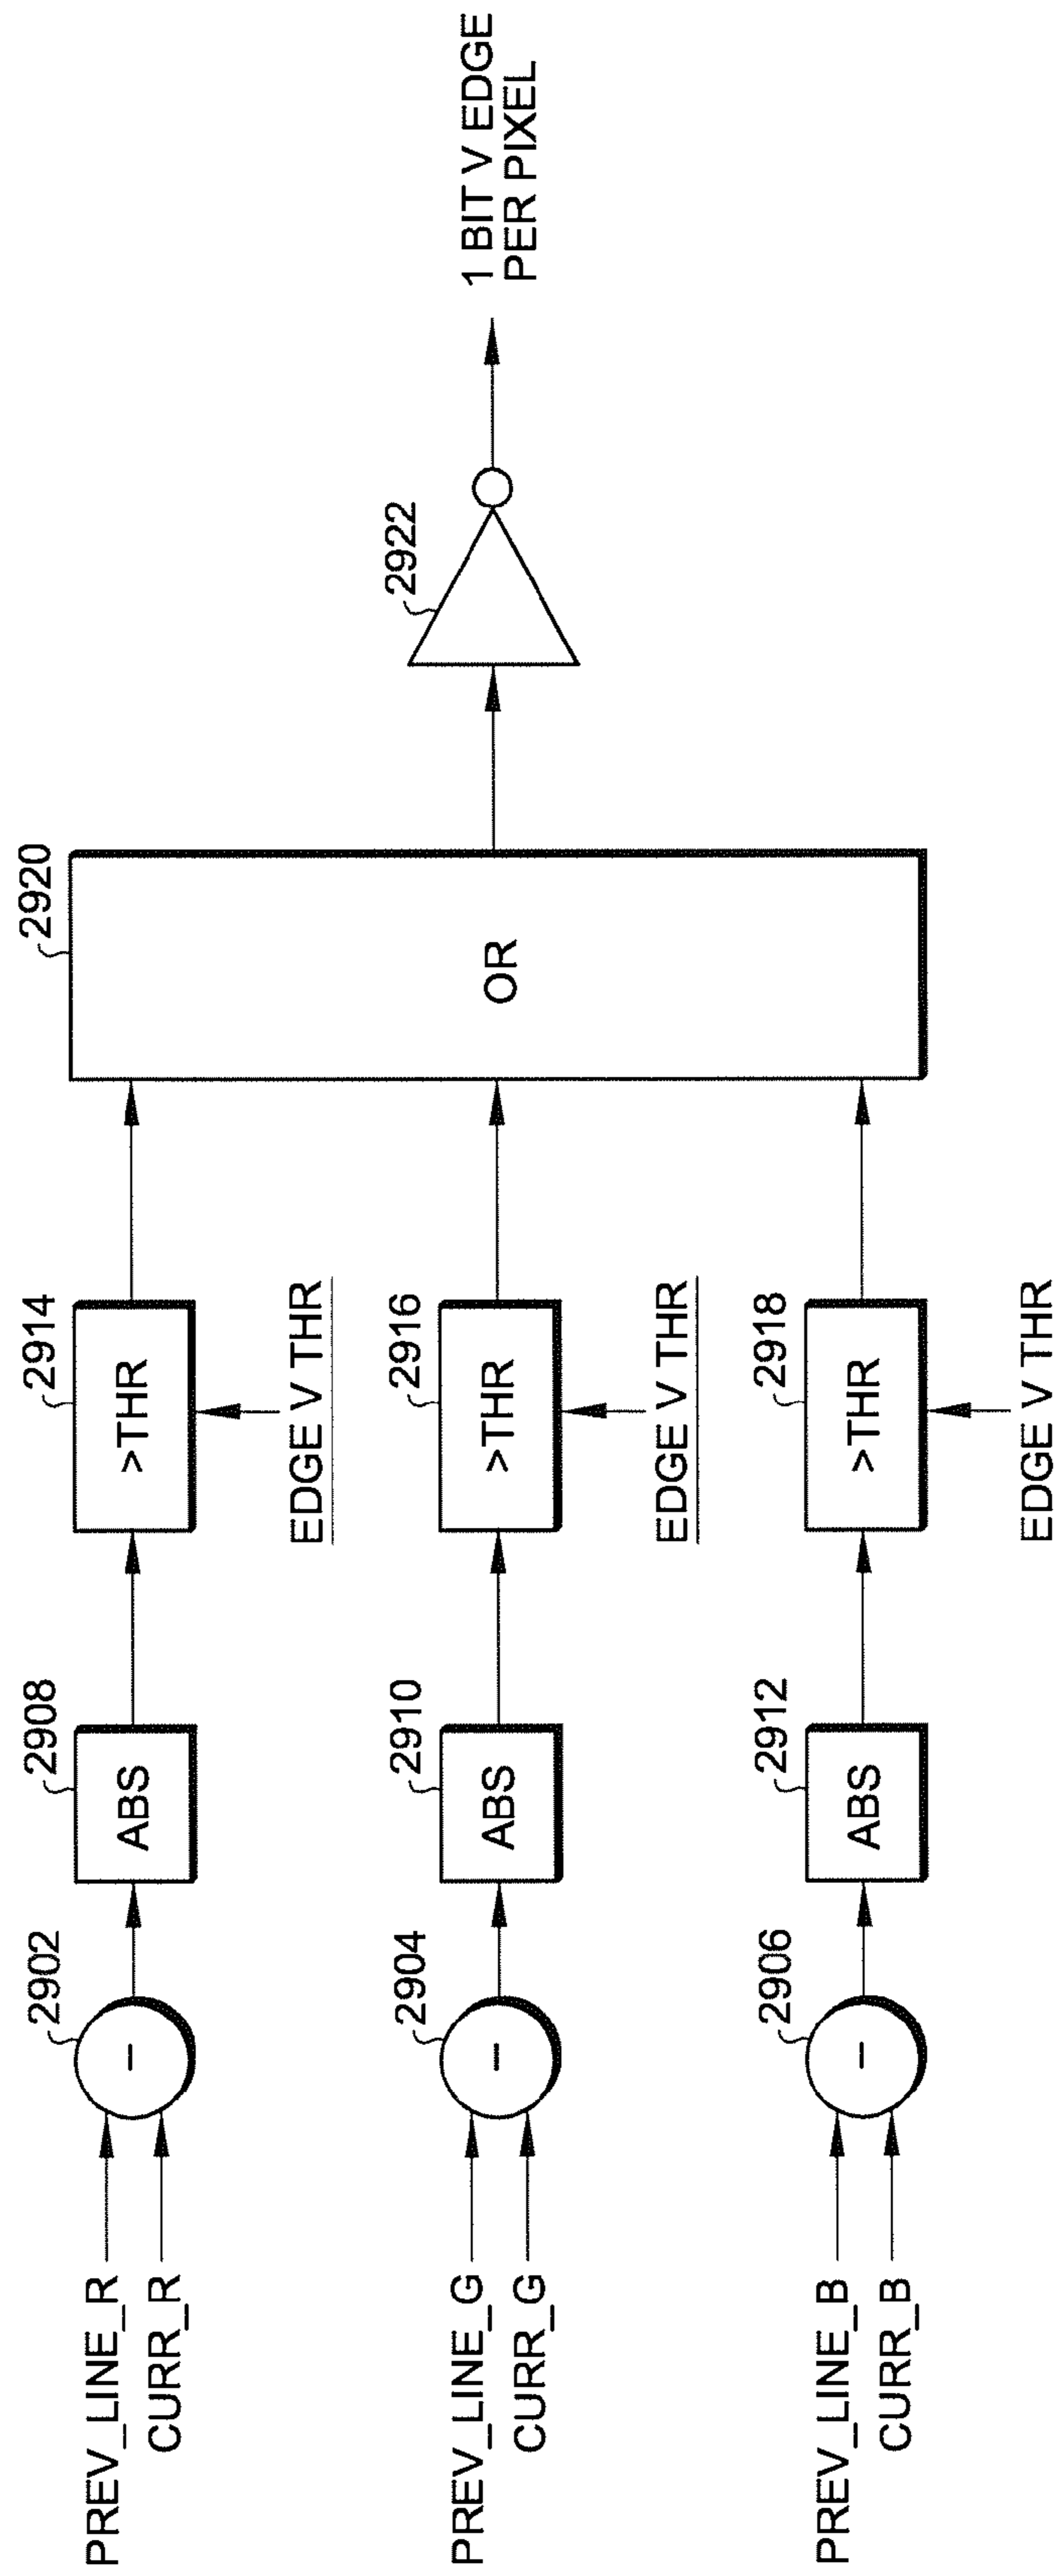 PREV_LINE_R
CURR_R
2902
2908
ABS
2914
>THR
EDGE V THR
PREV_LINE_G
CURR_G
2904
2910
ABS
2916
>THR
EDGE V THR
PREV_LINE_B
CURR_B
2906
2912
ABS
2918
>THR
EDGE V THR
2920
OR
2922
1 BIT V EDGE
PER PIXEL